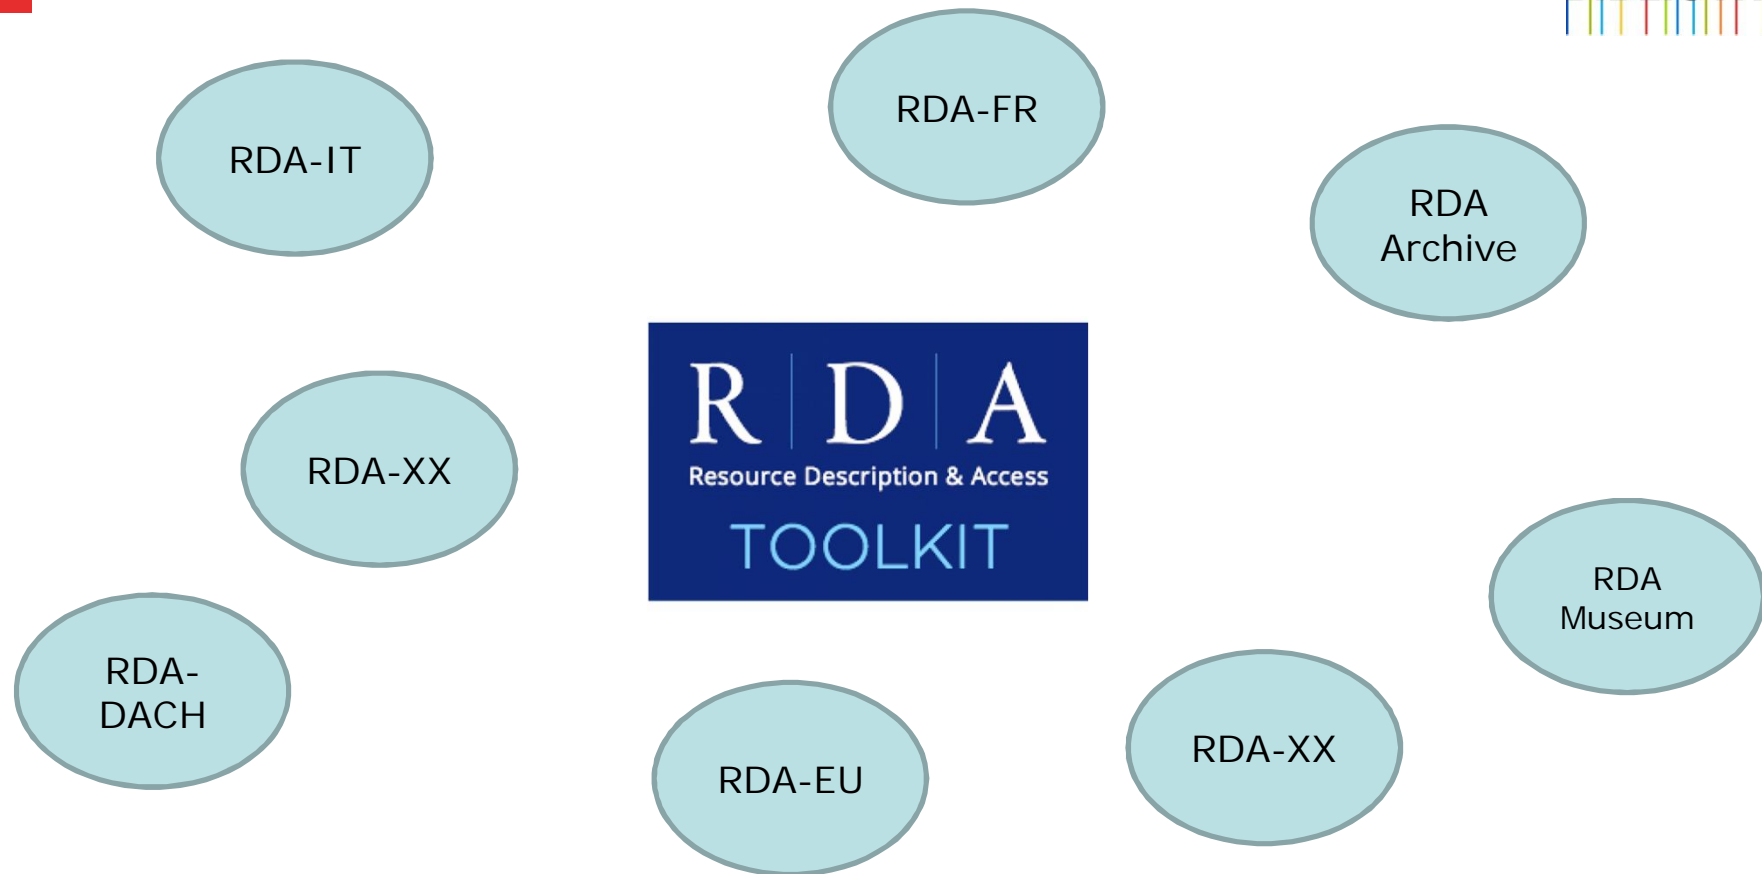 RDA-FR
RDA-IT
RDA
Archive
R D A
Resource Description & Access
TOOLKIT
RDA-XX
RDA
Museum
RDA-
DACH
RDA-EU
RDA-XX